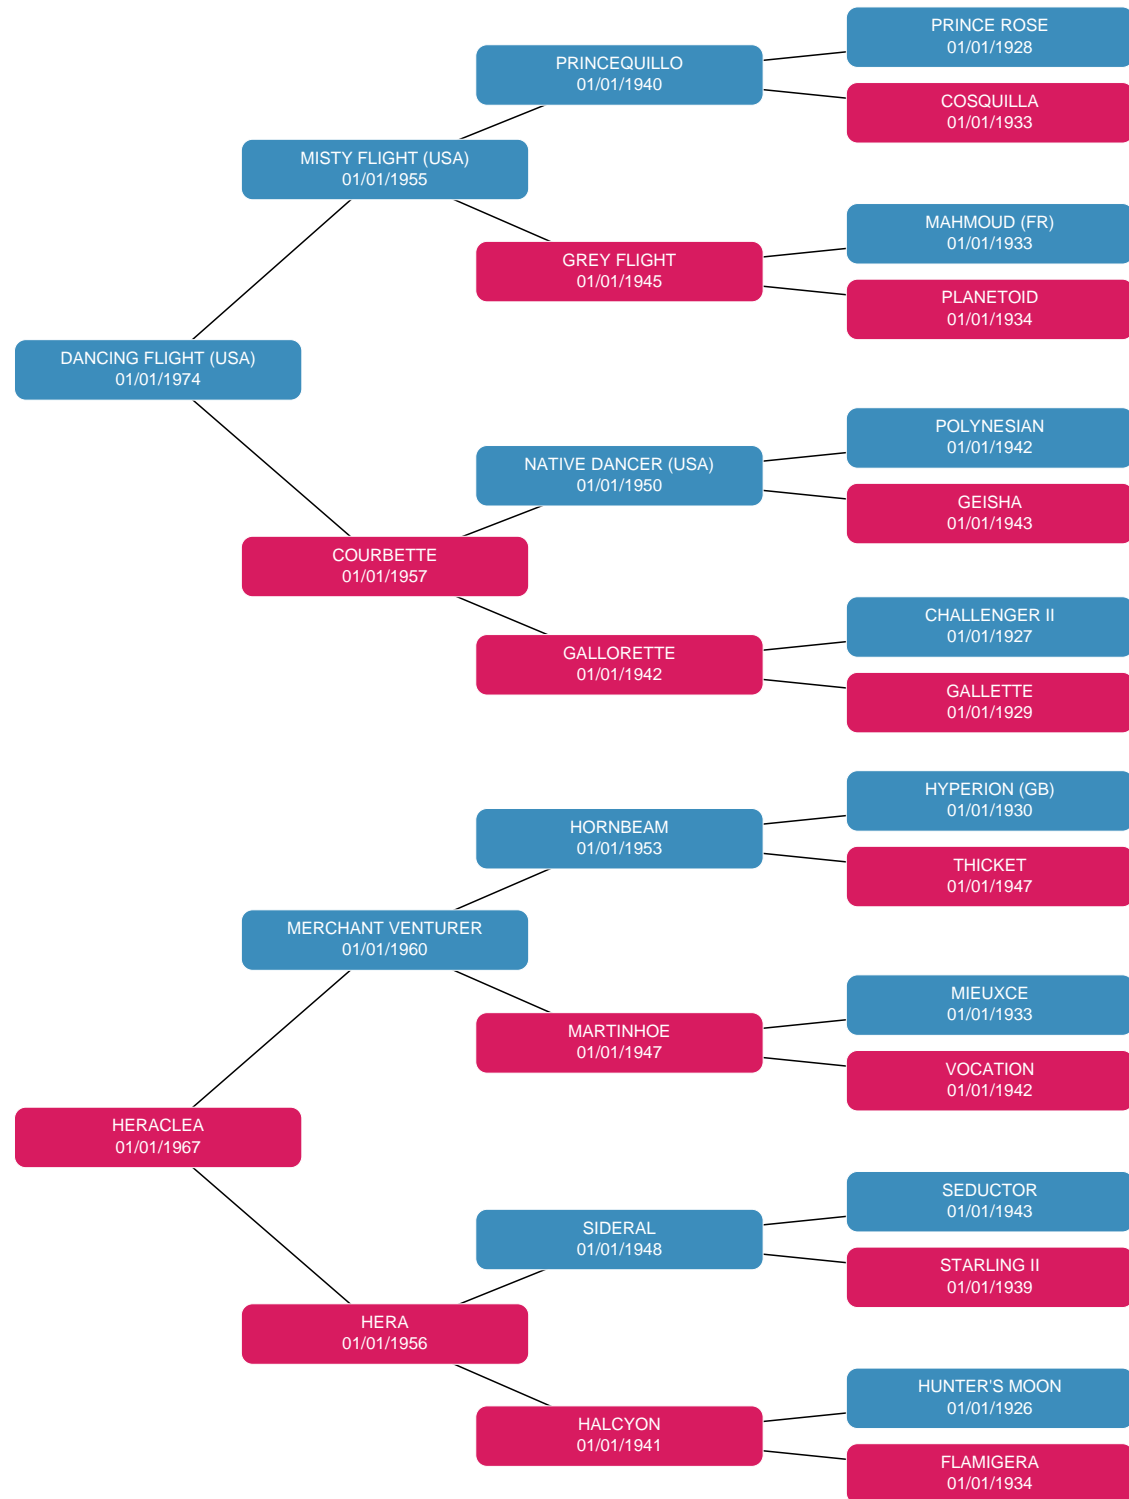 PRINCE ROSE
01/01/1928
PRINCEQUILLO
01/01/1940
COSQUILLA
01/01/1933
MISTY FLIGHT (USA)
01/01/1955
MAHMOUD (FR)
01/01/1933
GREY FLIGHT
01/01/1945
PLANETOID
01/01/1934
DANCING FLIGHT (USA)
01/01/1974
POLYNESIAN
01/01/1942
NATIVE DANCER (USA)
01/01/1950
GEISHA
01/01/1943
COURBETTE
01/01/1957
CHALLENGER II
01/01/1927
GALLORETTE
01/01/1942
GALLETTE
01/01/1929
HYPERION (GB)
01/01/1930
HORNBEAM
01/01/1953
THICKET
01/01/1947
MERCHANT VENTURER
01/01/1960
MIEUXCE
01/01/1933
MARTINHOE
01/01/1947
VOCATION
01/01/1942
HERACLEA
01/01/1967
SEDUCTOR
01/01/1943
SIDERAL
01/01/1948
STARLING II
01/01/1939
HERA
01/01/1956
HUNTER'S MOON
01/01/1926
HALCYON
01/01/1941
FLAMIGERA
01/01/1934